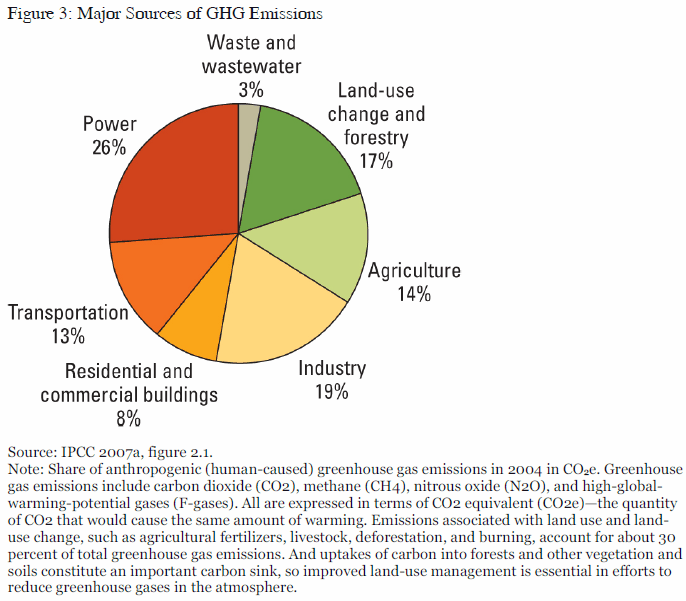 Figure 3: Major Sources of GHG Emissions
Waste and
wastewater
3%
Land-use
change and
forestry
17%
Power
26%
Agriculture
14%
Transportation
13%
Industry
19%
Residential and
commercial buildings
8%
Source: IPCC 2007a, figure 2.1.
Note: Share of anthropogenic (human-caused) greenhouse gas emissions in 2004 in CO₂e. Greenhouse
gas emissions include carbon dioxide (CO2), methane (CH4), nitrous oxide (N2O), and high-global-
warming-potential gases (F-gases). All are expressed in terms of CO2 equivalent (CO2e)—the quantity
of CO2 that would cause the same amount of warming. Emissions associated with land use and land-
use change, such as agricultural fertilizers, livestock, deforestation, and burning, account for about 30
percent of total greenhouse gas emissions. And uptakes of carbon into forests and other vegetation and
soils constitute an important carbon sink, so improved land-use management is essential in efforts to
reduce greenhouse gases in the atmosphere.